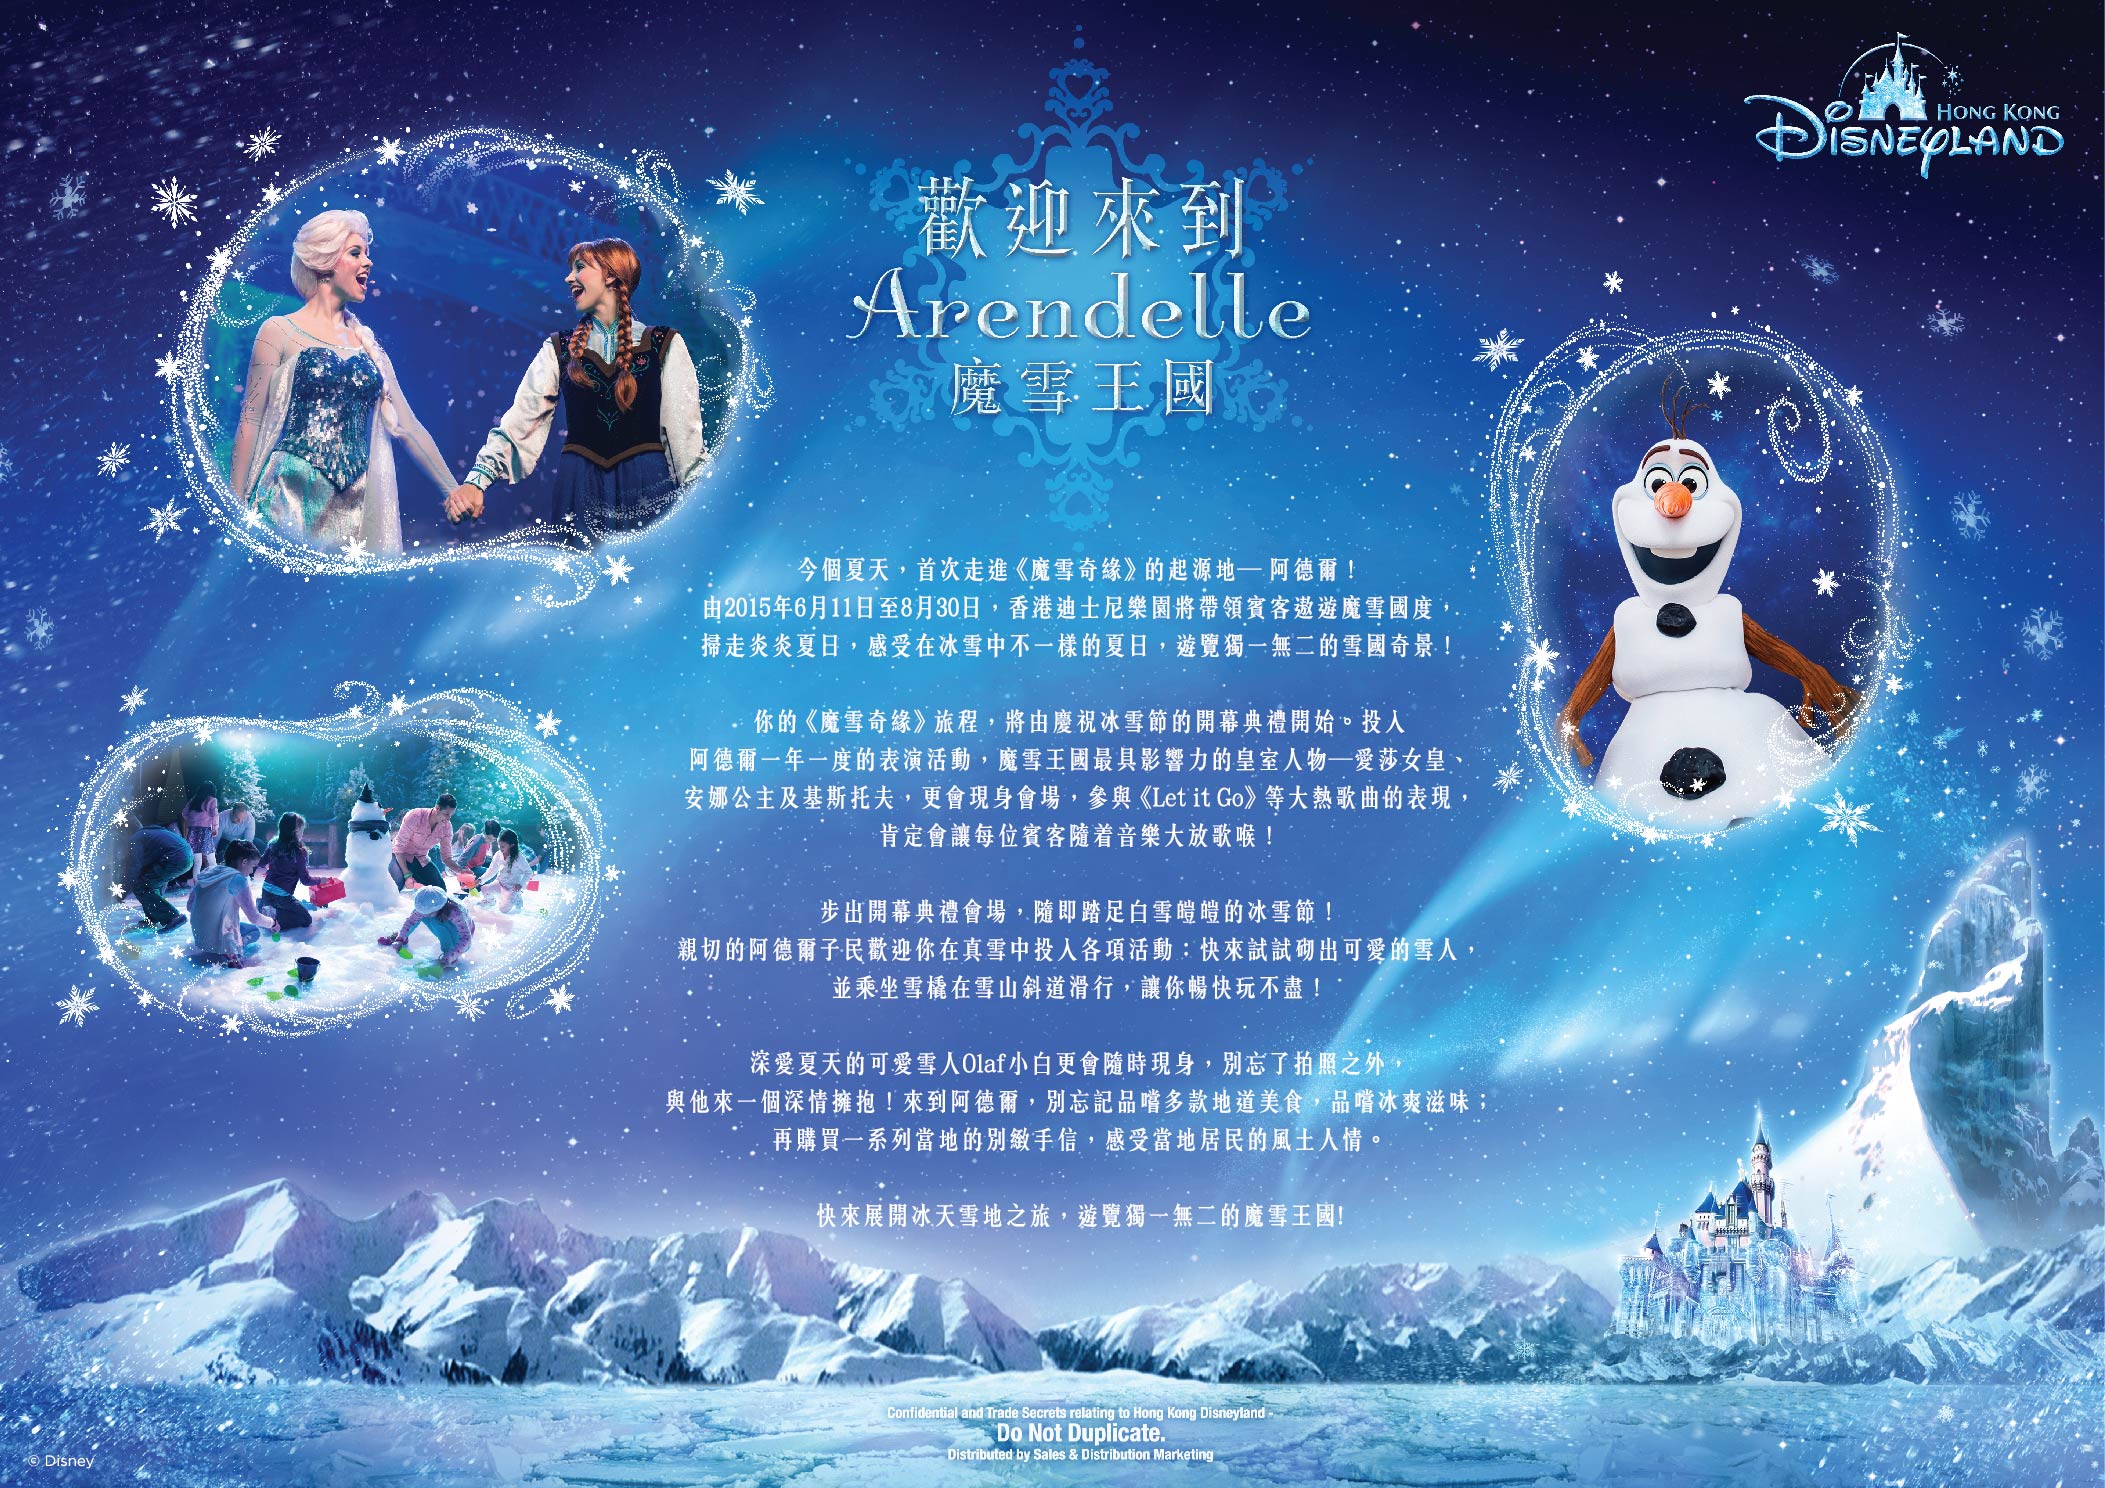 HONG KONG
DISNEYLAND
歡迎來到
Arendelle
魔雪王國
今個夏天，首次走進《魔雪奇緣》的起源地─ 阿德爾！
由2015年6月11日至8月30日，香港迪士尼樂園將帶領賓客遨遊魔雪國度，
掃走炎炎夏日，感受在冰雪中不一樣的夏日，遊覽獨一無二的雪國奇景！
你的《魔雪奇緣》旅程，將由慶祝冰雪節的開幕典禮開始。投入
阿德爾一年一度的表演活動，魔雪王國最具影響力的皇室人物─愛莎女皇、
安娜公主及基斯托夫，更會現身會場，參與《Let it Go》等大熱歌曲的表現，
肯定會讓每位賓客隨着音樂大放歌喉！
步出開幕典禮會場，隨即踏足白雪皚皚的冰雪節！
親切的阿德爾子民歡迎你在真雪中投入各項活動：快來試試砌出可愛的雪人，
並乘坐雪橇在雪山斜道滑行，讓你暢快玩不盡！
深愛夏天的可愛雪人Olaf小白更會隨時現身，別忘了拍照之外，
與他來一個深情擁抱！來到阿德爾，別忘記品嚐多款地道美食，品嚐冰爽滋味；
再購買一系列當地的別緻手信，感受當地居民的風土人情。
快來展開冰天雪地之旅，遊覽獨一無二的魔雪王國!
Confidential and Trade Secrets relating to Hong Kong Disneyland -
Do Not Duplicate.
Distributed by Sales & Distribution Marketing
© Disney